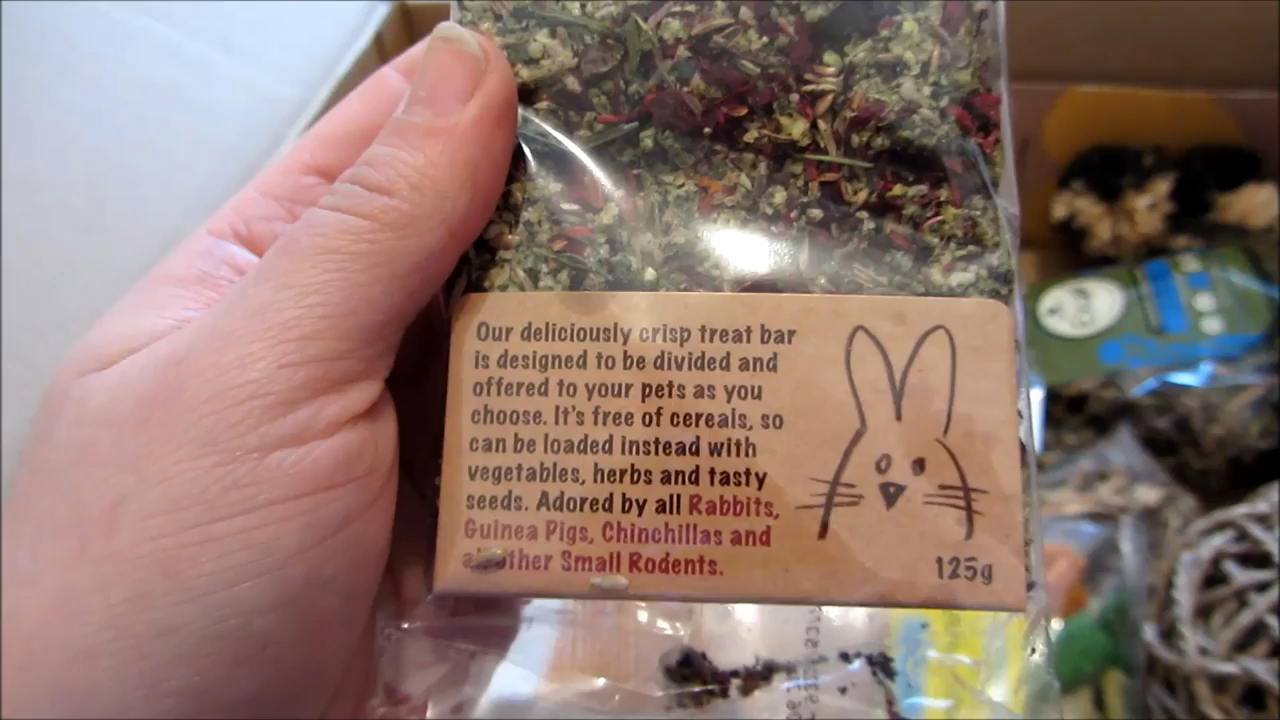 Our deliciously crisp treat bar
is designed to be divided and
offered to your pets as you
choose. It's free of cereals, so
can be loaded instead with
vegetables, herbs and tasty
seeds. Adored by all Rabbits,
Guinea Pigs, Chinchillas and
other Small Rodents.
125g